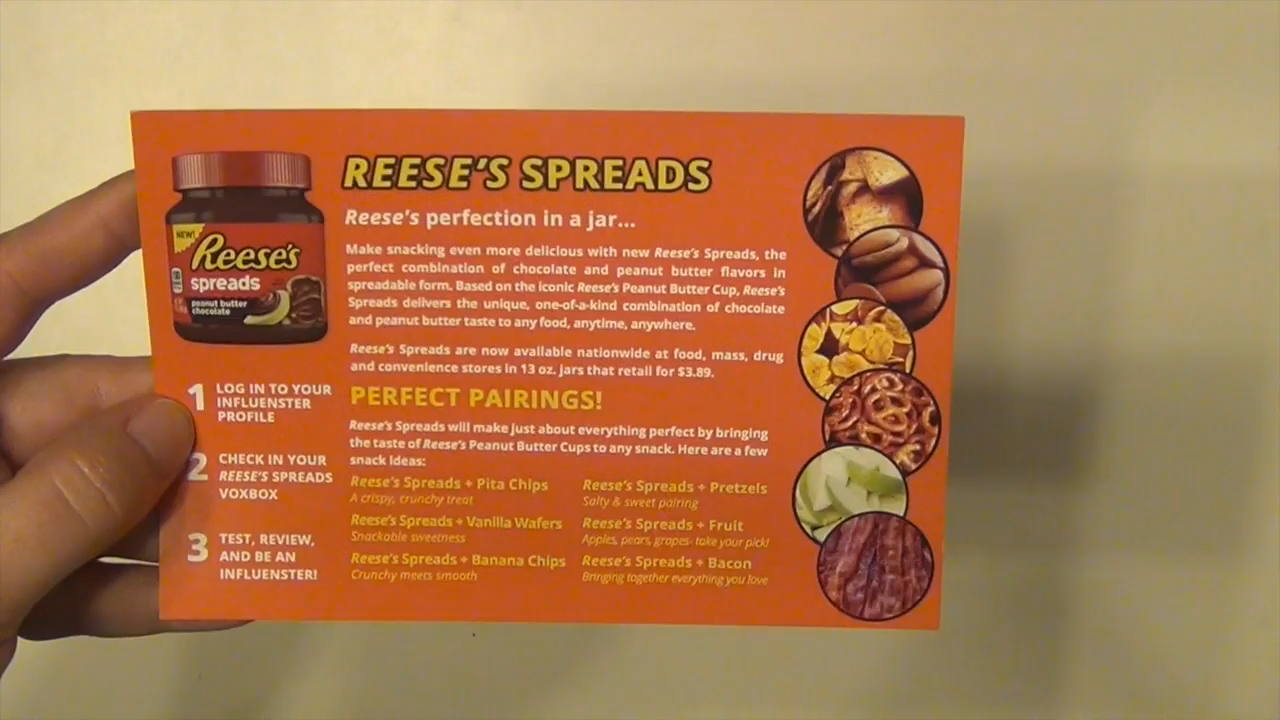 NEW!
Reese's
spreads
peanut butter
chocolate
1 LOG IN TO YOUR
INFLUENSTER
PROFILE
2 CHECK IN YOUR
REESE'S SPREADS
VOXBOX
3 TEST, REVIEW,
AND BE AN
INFLUENSTER!
REESE'S SPREADS
Reese's perfection in a jar...
Make snacking even more delicious with new Reese's Spreads, the
perfect combination of chocolate and peanut butter flavors in
spreadable form. Based on the iconic Reese's Peanut Butter Cup, Reese's
Spreads delivers the unique, one-of-a-kind combination of chocolate
and peanut butter taste to any food, anytime, anywhere.
Reese's Spreads are now available nationwide at food, mass, drug
and convenience stores in 13 oz. jars that retail for $3.89.
PERFECT PAIRINGS!
Reese's Spreads will make just about everything perfect by bringing
the taste of Reese's Peanut Butter Cups to any snack. Here are a few
snack ideas:
Reese's Spreads + Pita Chips
A crispy, crunchy treat
Reese's Spreads + Vanilla Wafers
Snackable sweetness
Reese's Spreads + Banana Chips
Crunchy meets smooth
Reese's Spreads + Pretzels
Salty & sweet pairing
Reese's Spreads + Fruit
Apples, pears, grapes- take your pick!
Reese's Spreads + Bacon
Bringing together everything you love